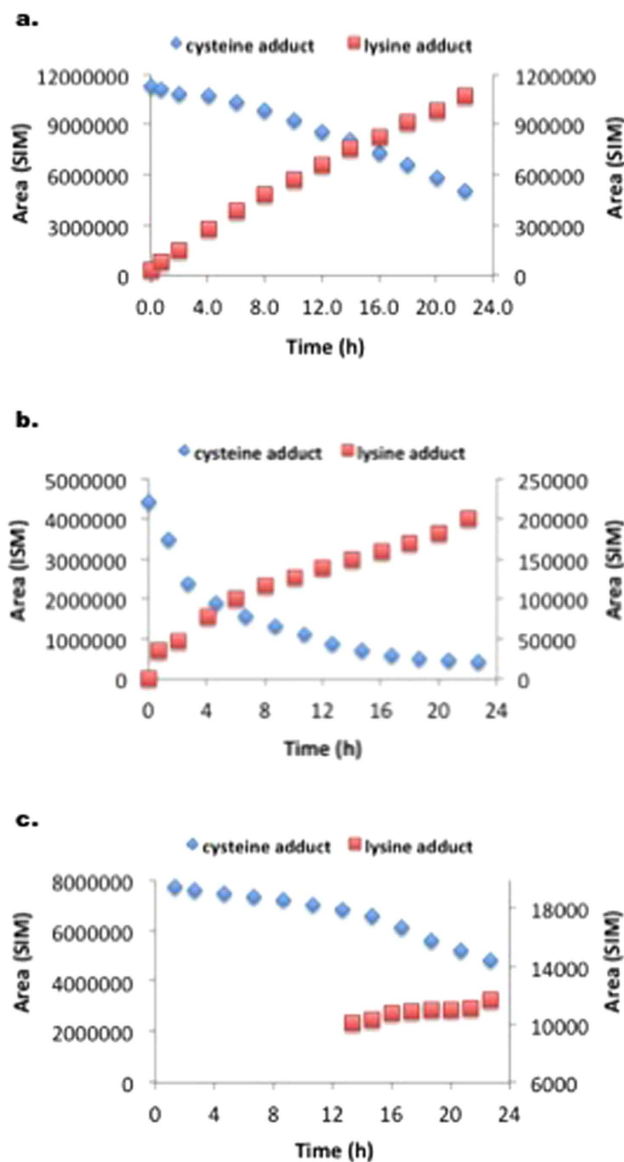 a.
cysteine adduct lysine adduct
12000000 1200000
9000000 900000
6000000 600000
3000000 300000
0 0
Area (SIM) Area (SIM)
0.0 4.0 8.0 12.0 16.0 20.0 24.0
Time (h)
b.
cysteine adduct lysine adduct
5000000 250000
4000000 200000
3000000 150000
2000000 100000
1000000 50000
0 0
Area (ISM) Area (SIM)
0 4 8 12 16 20 24
Time (h)
c.
cysteine adduct lysine adduct
8000000
18000
6000000
14000
4000000
10000
2000000
0 6000
Area (SIM) Area (SIM)
0 4 8 12 16 20 24
Time (h)